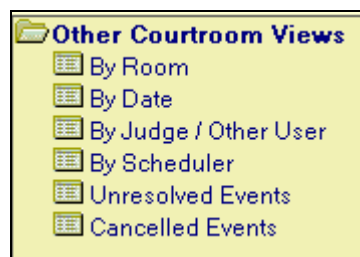 Other Courtroom Views
By Room
By Date
By Judge / Other User
By Scheduler
Unresolved Events
Cancelled Events